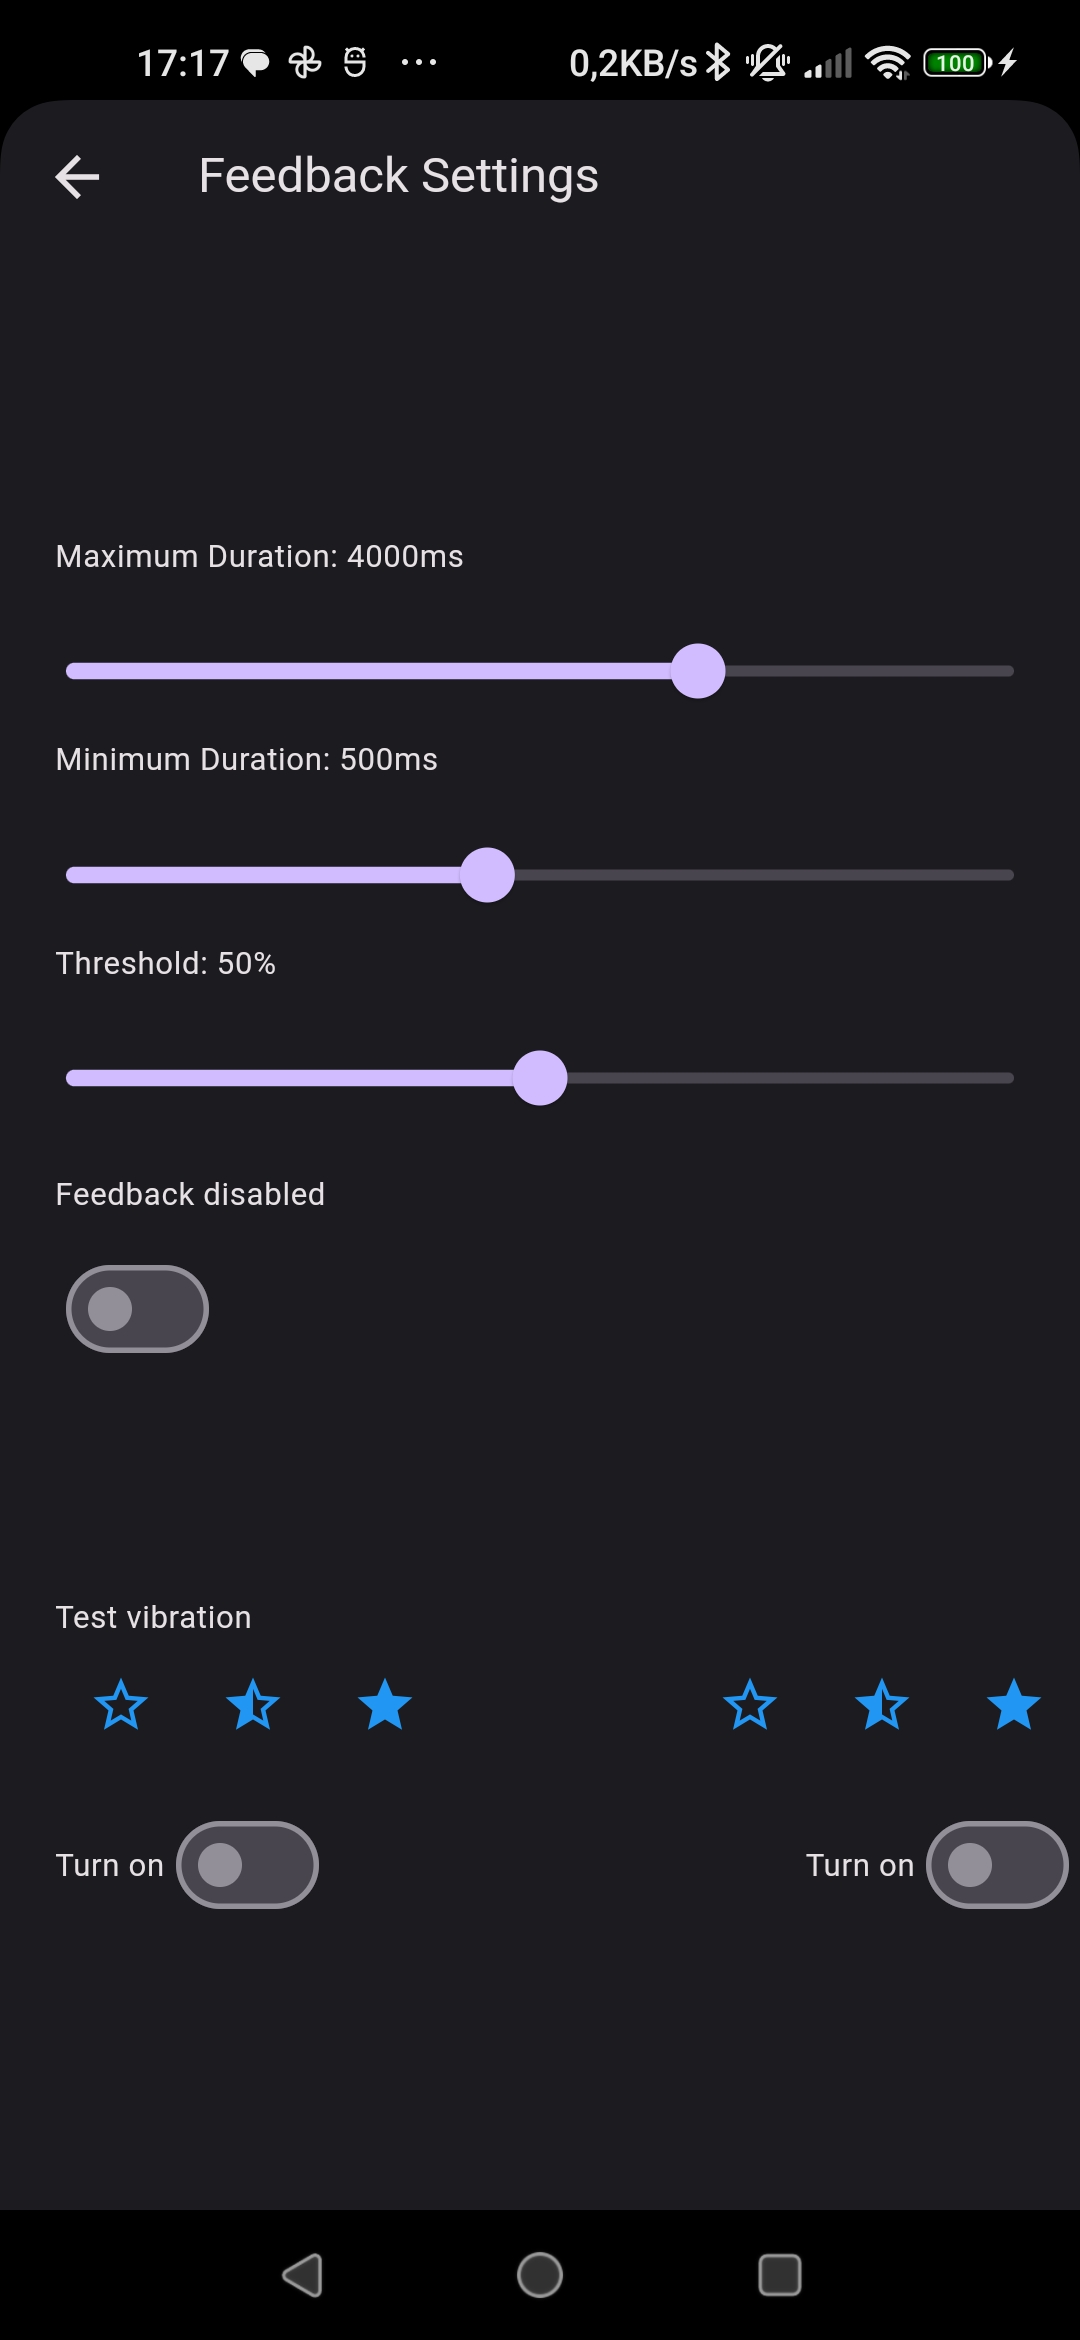 17:17 0,2KB/s 100
Feedback Settings
Maximum Duration: 4000ms
Minimum Duration: 500ms
Threshold: 50%
Feedback disabled
Test vibration
Turn on Turn on